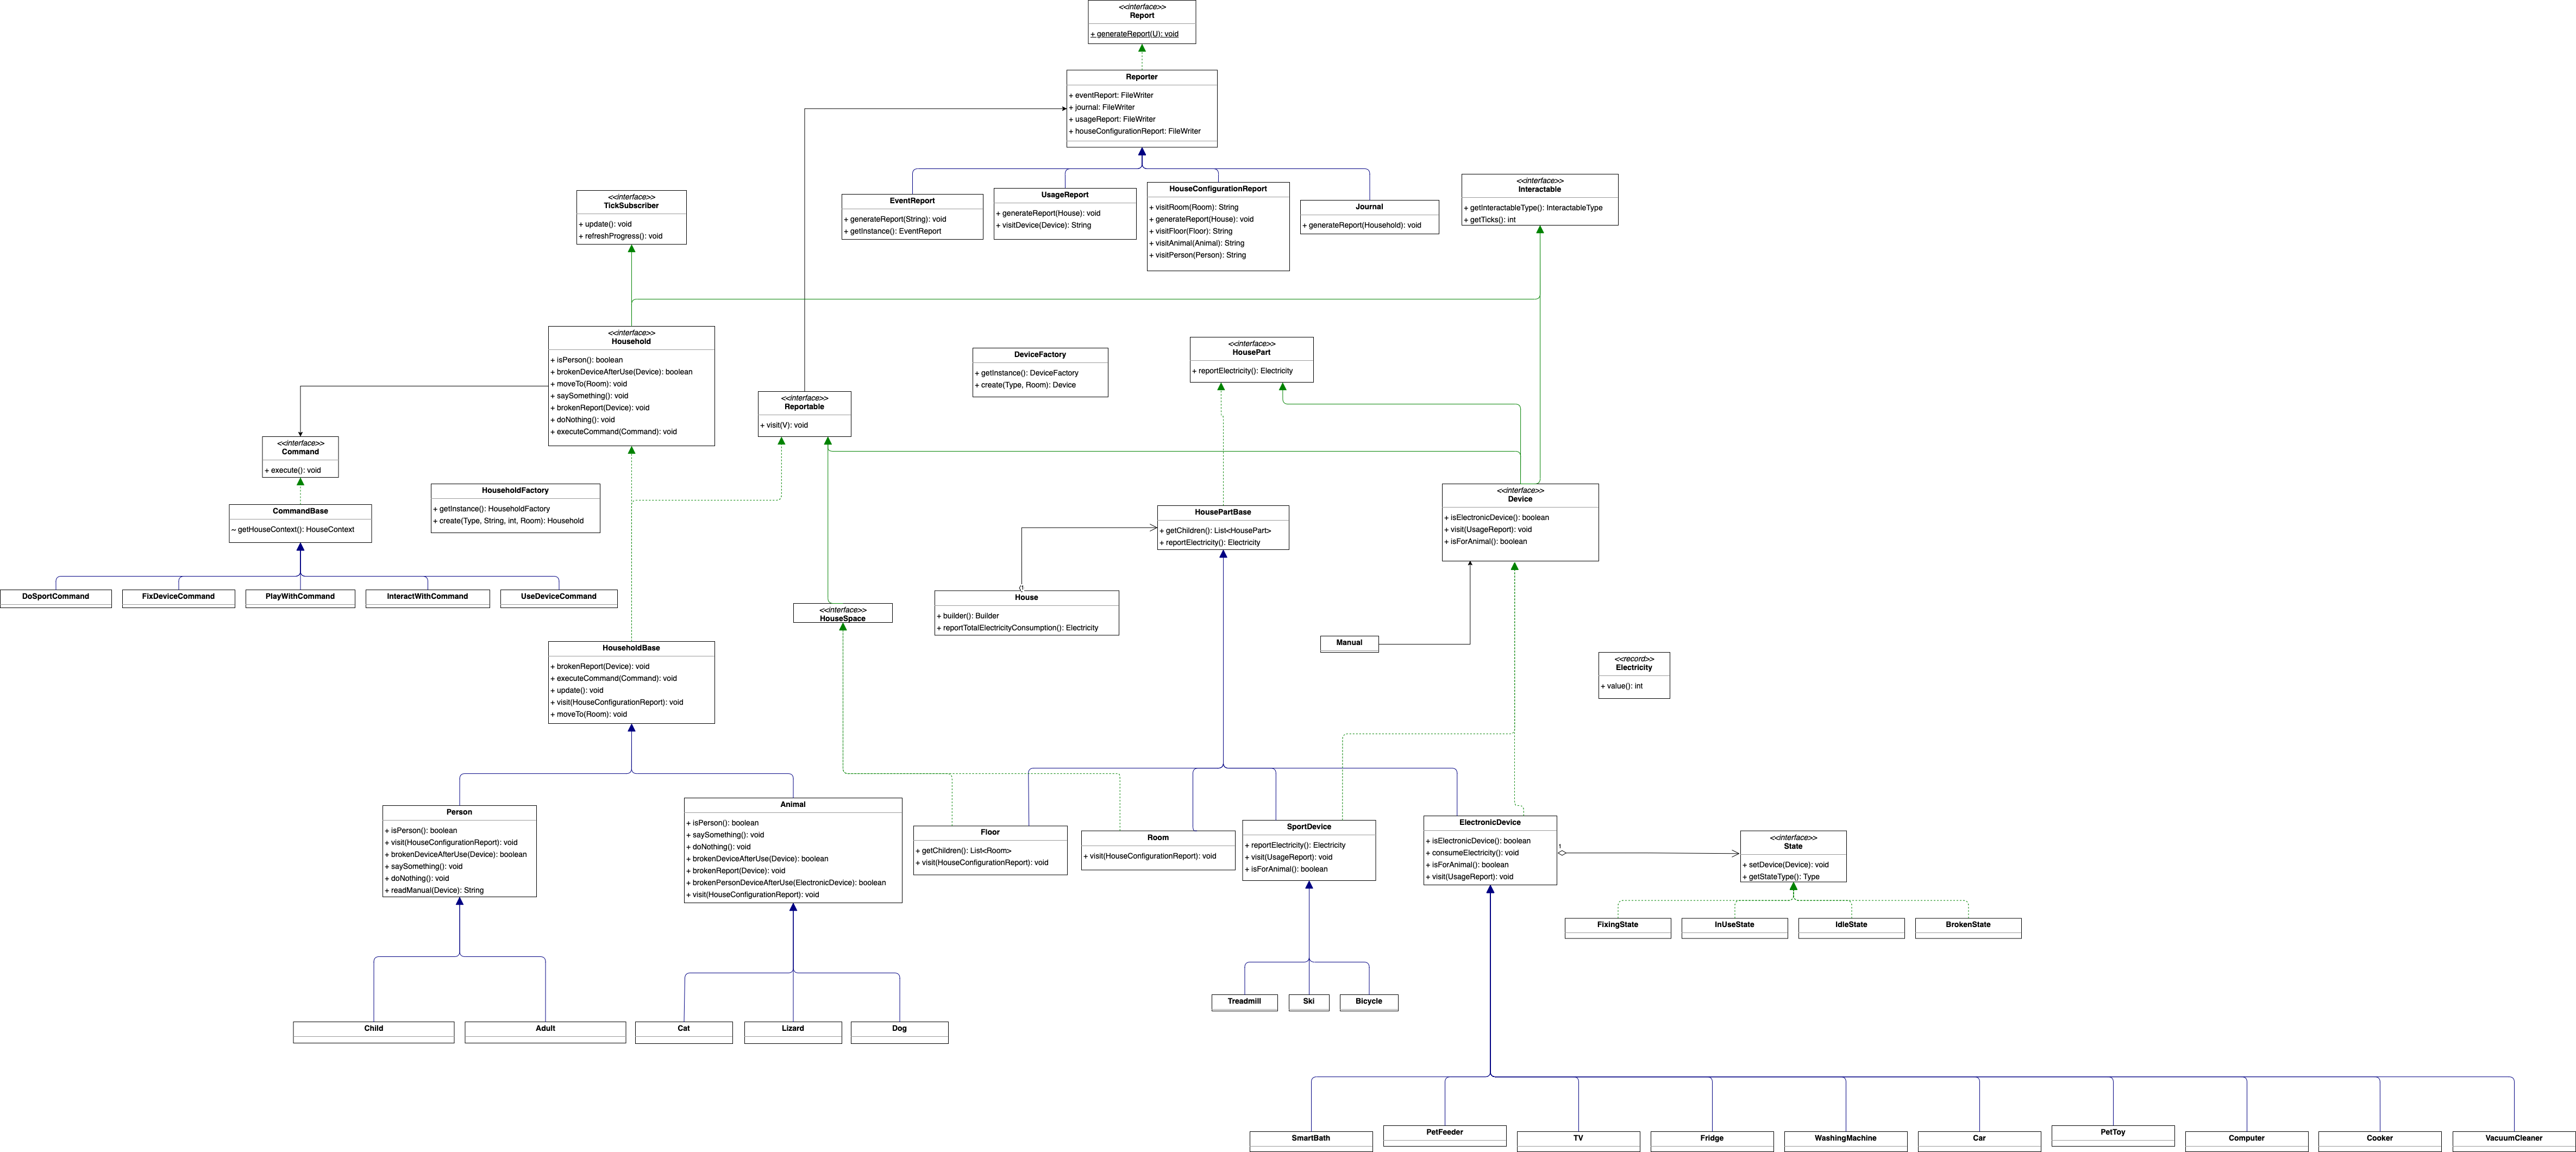 <<interface>>
Report
+ generateReport(U): void
Reporter
+ eventReport: FileWriter
+ journal: FileWriter
+ usageReport: FileWriter
+ houseConfigurationReport: FileWriter
<<interface>>
TickSubscriber
+ update(): void
+ refreshProgress(): void
EventReport
+ generateReport(String): void
+ getInstance(): EventReport
UsageReport
+ generateReport(House): void
+ visitDevice(Device): String
HouseConfigurationReport
+ visitRoom(Room): String
+ generateReport(House): void
+ visitFloor(Floor): String
+ visitAnimal(Animal): String
+ visitPerson(Person): String
Journal
+ generateReport(Household): void
<<interface>>
Interactable
+ getInteractableType(): InteractableType
+ getTicks(): int
<<interface>>
Household
+ isPerson(): boolean
+ brokenDeviceAfterUse(Device): boolean
+ moveTo(Room): void
+ saySomething(): void
+ brokenReport(Device): void
+ doNothing(): void
+ executeCommand(Command): void
<<interface>>
Reportable
+ visit(V): void
DeviceFactory
+ getInstance(): DeviceFactory
+ create(Type, Room): Device
<<interface>>
HousePart
+ reportElectricity(): Electricity
<<interface>>
Command
+ execute(): void
CommandBase
~ getHouseContext(): HouseContext
HouseholdFactory
+ getInstance(): HouseholdFactory
+ create(Type, String, int, Room): Household
HousePartBase
+ getChildren(): List<HousePart>
+ reportElectricity(): Electricity
<<interface>>
Device
+ isElectronicDevice(): boolean
+ visit(UsageReport): void
+ isForAnimal(): boolean
DoSportCommand
FixDeviceCommand
PlayWithCommand
InteractWithCommand
UseDeviceCommand
<<interface>>
HouseSpace
1
House
+ builder(): Builder
+ reportTotalElectricityConsumption(): Electricity
Manual
<<record>>
Electricity
+ value(): int
HouseholdBase
+ brokenReport(Device): void
+ executeCommand(Command): void
+ update(): void
+ visit(HouseConfigurationReport): void
+ moveTo(Room): void
Person
+ isPerson(): boolean
+ visit(HouseConfigurationReport): void
+ brokenDeviceAfterUse(Device): boolean
+ saySomething(): void
+ doNothing(): void
+ readManual(Device): String
Animal
+ isPerson(): boolean
+ saySomething(): void
+ doNothing(): void
+ brokenDeviceAfterUse(Device): boolean
+ brokenReport(Device): void
+ brokenPersonDeviceAfterUse(ElectronicDevice): boolean
+ visit(HouseConfigurationReport): void
Floor
+ getChildren(): List<Room>
+ visit(HouseConfigurationReport): void
Room
+ visit(HouseConfigurationReport): void
SportDevice
+ reportElectricity(): Electricity
+ visit(UsageReport): void
+ isForAnimal(): boolean
ElectronicDevice
+ isElectronicDevice(): boolean
+ consumeElectricity(): void
+ isForAnimal(): boolean
+ visit(UsageReport): void
1
<<interface>>
State
+ setDevice(Device): void
+ getStateType(): Type
FixingState
InUseState
IdleState
BrokenState
Treadmill
Ski
Bicycle
Child
Adult
Cat
Lizard
Dog
SmartBath
PetFeeder
TV
Fridge
WashingMachine
Car
PetToy
Computer
Cooker
VacuumCleaner